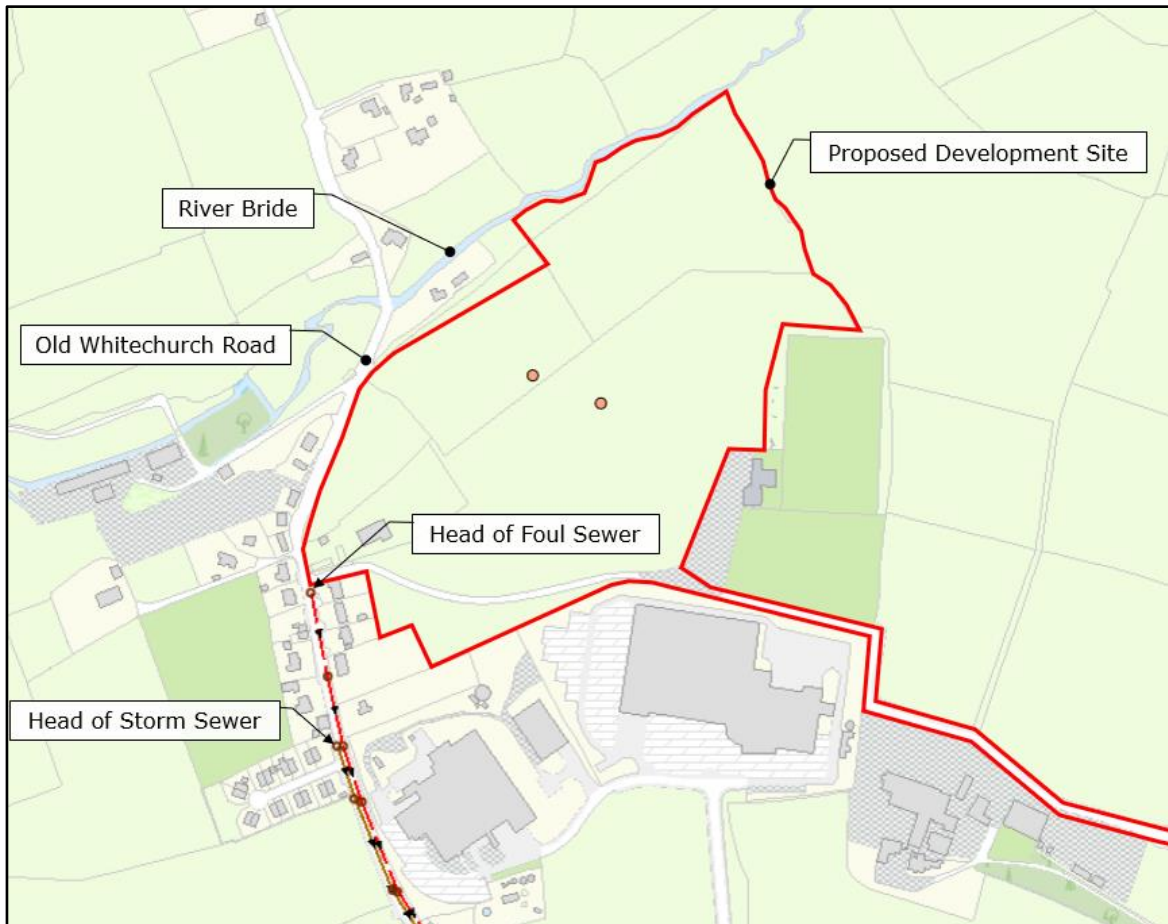 Proposed Development Site
River Bride
Old Whitechurch Road
Head of Foul Sewer
Head of Storm Sewer